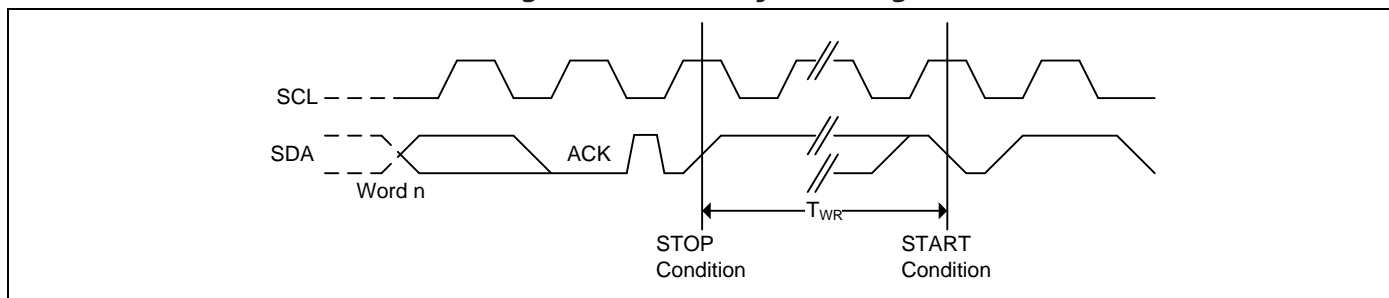 SCL
SDA
ACK
Word n
TWR
STOP
Condition
START
Condition